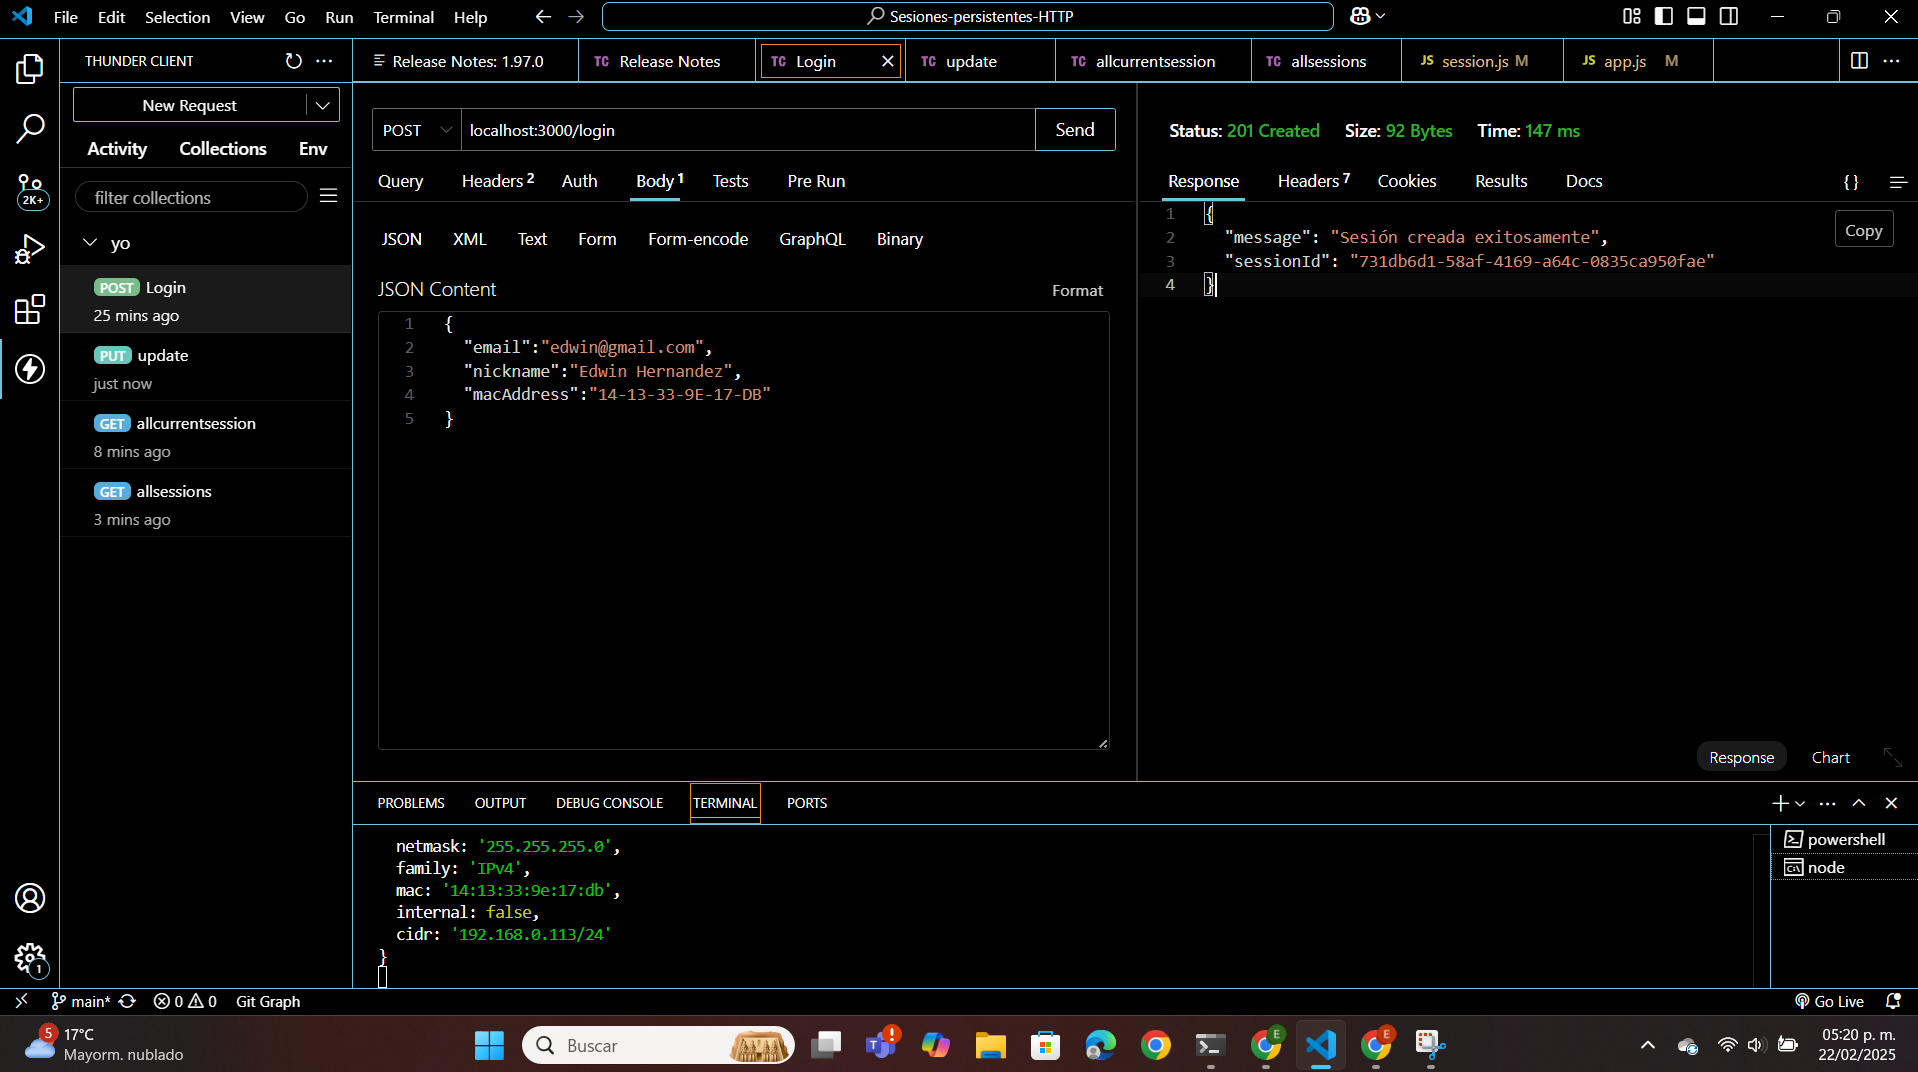 File Edit Selection View Go Run Terminal Help
Sesiones-persistentes-HTTP
THUNDER CLIENT
New Request
Activity Collections Env
filter collections
yo
POST Login
25 mins ago
PUT update
just now
GET allcurrentsession
8 mins ago
GET allsessions
3 mins ago
2K+
1
Release Notes: 1.97.0
TC Release Notes
TC Login
TC update
TC allcurrentsession
TC allsessions
JS session.js M
JS app.js M
POST localhost:3000/login Send
Query Headers 2 Auth Body 1 Tests Pre Run
JSON XML Text Form Form-encode GraphQL Binary
JSON Content Format
1 {
2 "email":"edwin@gmail.com",
3 "nickname":"Edwin Hernandez",
4 "macAddress":"14-13-33-9E-17-DB"
5 }
Status: 201 Created Size: 92 Bytes Time: 147 ms
Response Headers 7 Cookies Results Docs {}
1 {
2 "message": "Sesión creada exitosamente",
3 "sessionId": "731db6d1-58af-4169-a64c-0835ca950fae"
4 }
Copy
Response Chart
PROBLEMS OUTPUT DEBUG CONSOLE TERMINAL PORTS
netmask: '255.255.255.0',
family: 'IPv4',
mac: '14:13:33:9e:17:db',
internal: false,
cidr: '192.168.0.113/24'
}
powershell
node
main* 0 0 Git Graph Go Live
5
17°C
Mayorm. nublado
Buscar
05:20 p. m.
22/02/2025